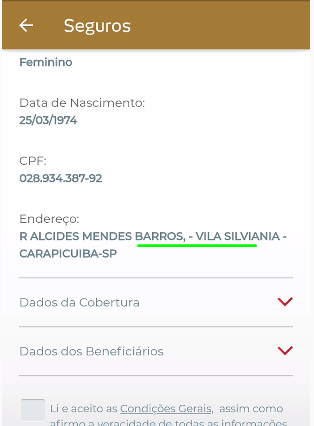 Seguros
Feminino
Data de Nascimento:
25/03/1974
CPF:
028.934.387-92
Endereço:
R ALCIDES MENDES BARROS, - VILA SILVIANIA -
CARAPICUIBA-SP
Dados da Cobertura
Dados dos Beneficiários
Li e aceito as Condições Gerais, assim como
afirmo a veracidade de todas as informações